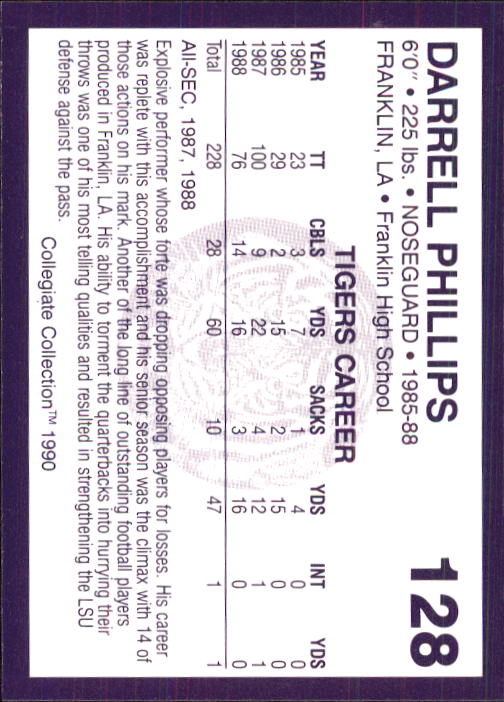 DARRELL PHILLIPS 128
6'0" • 225 lbs. • NOSEGUARD • 1985-88
FRANKLIN, LA • Franklin High School
TIGERS CAREER
YEAR TT CBLS YDS SACKS YDS INT YDS
1985 23 3 7 1 4 0 0
1986 29 2 15 2 15 0 0
1987 100 9 22 4 12 1 1
1988 76 14 16 3 16 0 0
Total 228 28 60 10 47 1 1
All-SEC, 1987, 1988
Explosive performer whose forte was dropping opposing players for losses. His career
was replete with this accomplishment and his senior season was the climax with 14 of
those actions on his mark. Another of the long line of outstanding football players
produced in Franklin, LA. His ability to torment the quarterbacks into hurrying their
throws was one of his most telling qualities and resulted in strengthening the LSU
defense against the pass.
Collegiate Collection™ 1990